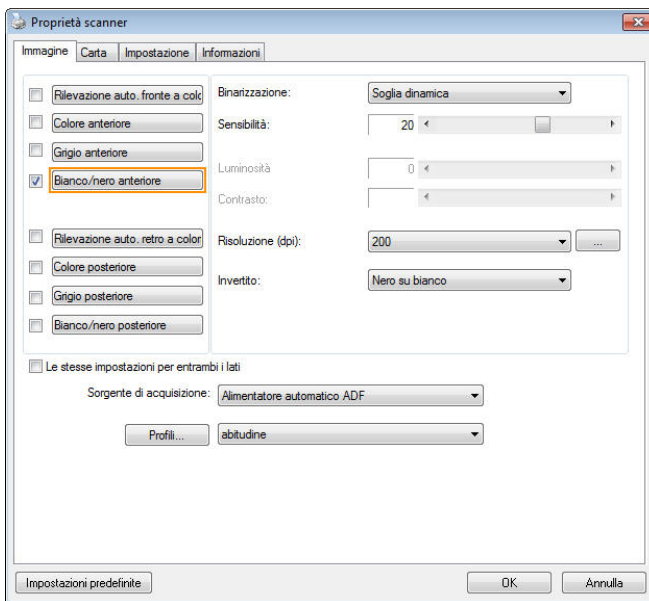 Proprietà scanner
Immagine Carta Impostazione Informazioni
Rilevazione auto. fronte a colo
Binarizzazione: Soglia dinamica
Colore anteriore
Sensibilità: 20
Grigio anteriore
Luminosità 0
Bianco/nero anteriore
Contrasto:
Rilevazione auto. retro a color
Risoluzione (dpi): 200 ...
Colore posteriore
Invertito: Nero su bianco
Grigio posteriore
Bianco/nero posteriore
Le stesse impostazioni per entrambi i lati
Sorgente di acquisizione: Alimentatore automatico ADF
Profili... abitudine
Impostazioni predefinite OK Annulla